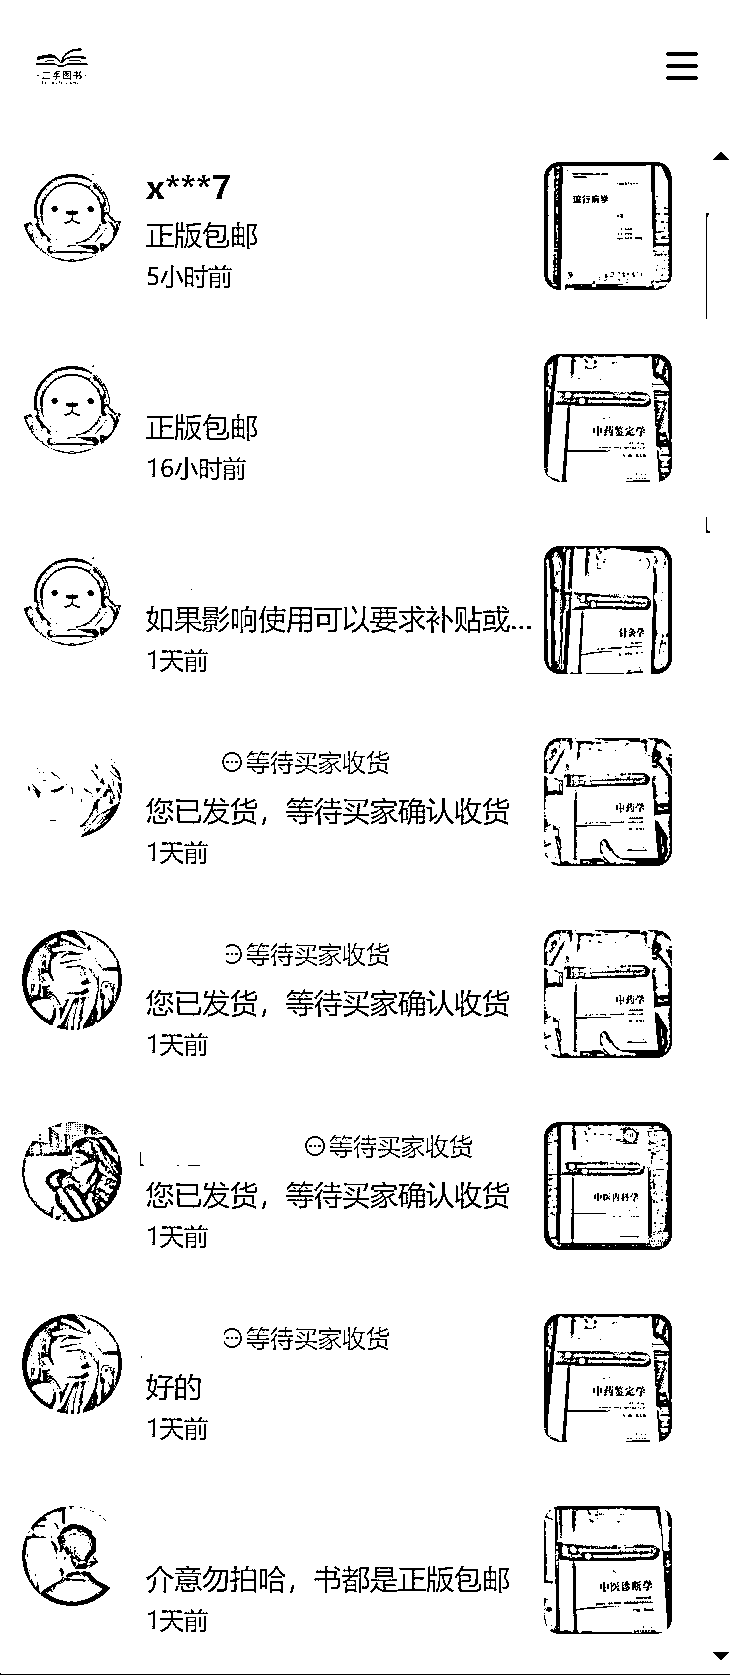 二手图书
x***7
正版包邮
5小时前
流行病学
正版包邮
16小时前
中药鉴定学
如果影响使用可以要求补贴或...
1天前
针灸学
等待买家收货
您已发货，等待买家确认收货
1天前
中药学
等待买家收货
您已发货，等待买家确认收货
1天前
中药学
等待买家收货
您已发货，等待买家确认收货
1天前
中医内科学
等待买家收货
好的
1天前
中药鉴定学
介意勿拍哈，书都是正版包邮
1天前
中医诊断学